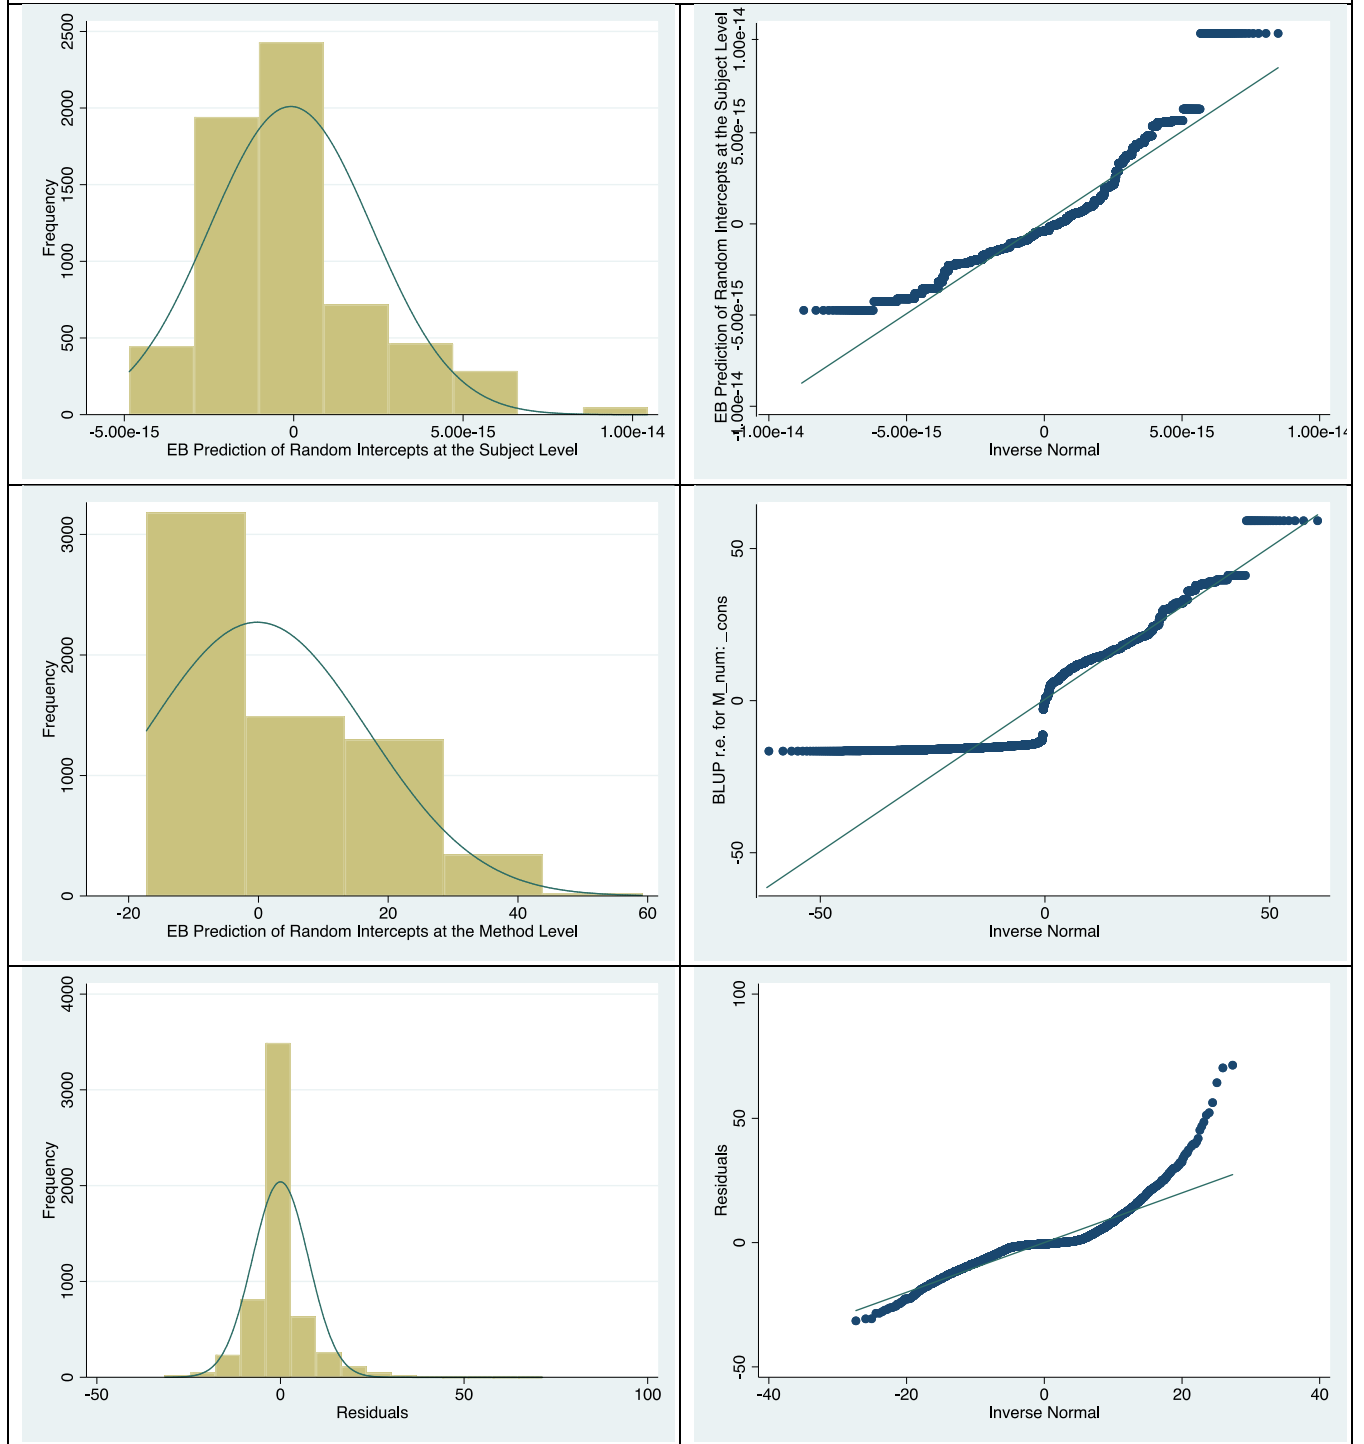 2500
2000
1500
1000
500
0
Frequency
-5.00e-15 0 5.00e-15 1.00e-14
EB Prediction of Random Intercepts at the Subject Level
EB Prediction of Random Intercepts at the Subject Level
1.00e-14
5.00e-15
0
-5.00e-15
-1.00e-14
-1.00e-14 -5.00e-15 0 5.00e-15 1.00e-14
Inverse Normal
3000
2000
1000
0
Frequency
-20 0 20 40 60
EB Prediction of Random Intercepts at the Method Level
BLUP r.e. for M_num: _cons
50
0
-50
-50 0 50
Inverse Normal
4000
3000
2000
1000
0
Frequency
-50 0 50 100
Residuals
Residuals
100
50
0
-50
-40 -20 0 20 40
Inverse Normal